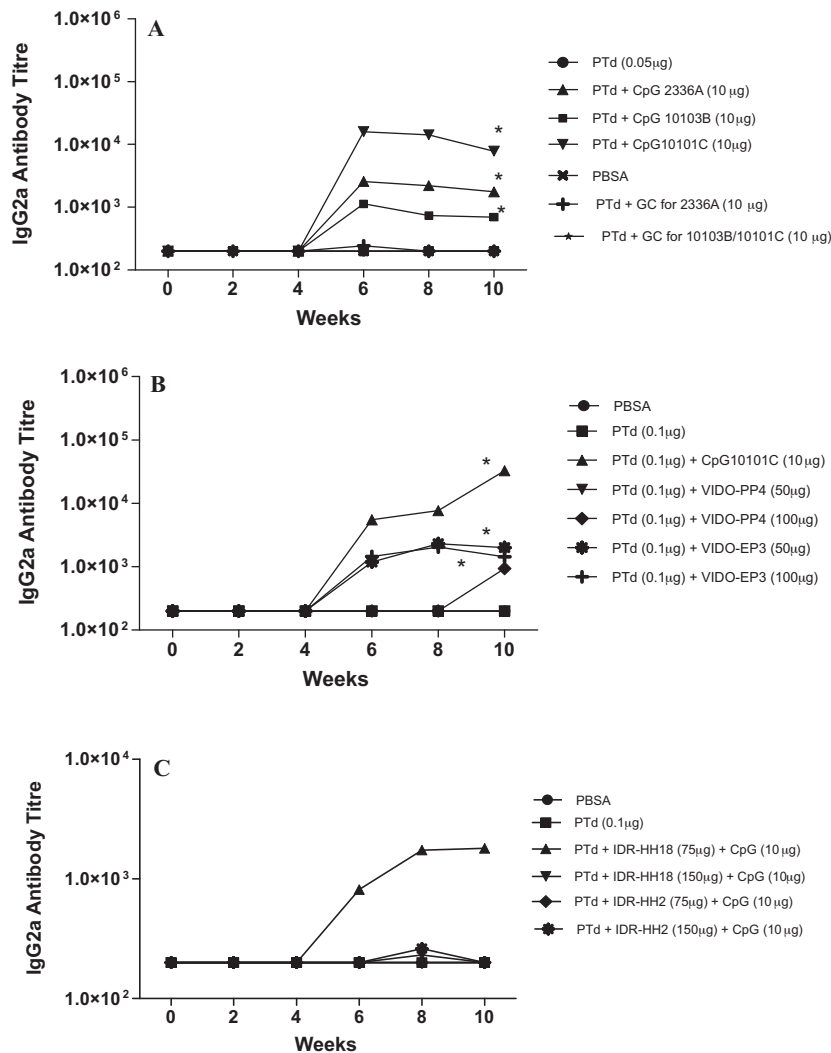 A
IgG2a Antibody Titre
1.0×10⁶
1.0×10⁵
1.0×10⁴
1.0×10³
1.0×10²
0 2 4 6 8 10
Weeks
*
*
*
PTd (0.05µg)
PTd + CpG 2336A (10 µg)
PTd + CpG 10103B (10µg)
PTd + CpG10101C (10µg)
PBSA
PTd + GC for 2336A (10 µg)
PTd + GC for 10103B/10101C (10 µg)
B
IgG2a Antibody Titre
1.0×10⁶
1.0×10⁵
1.0×10⁴
1.0×10³
1.0×10²
0 2 4 6 8 10
Weeks
*
*
*
PBSA
PTd (0.1µg)
PTd (0.1µg) + CpG10101C (10µg)
PTd (0.1µg) + VIDO-PP4 (50µg)
PTd (0.1µg) + VIDO-PP4 (100µg)
PTd (0.1µg) + VIDO-EP3 (50µg)
PTd (0.1µg) + VIDO-EP3 (100µg)
C
IgG2a Antibody Titre
1.0×10⁴
1.0×10³
1.0×10²
0 2 4 6 8 10
Weeks
PBSA
PTd (0.1µg)
PTd + IDR-HH18 (75µg) + CpG (10µg)
PTd + IDR-HH18 (150µg) + CpG (10µg)
PTd + IDR-HH2 (75µg) + CpG (10µg)
PTd + IDR-HH2 (150µg) + CpG (10µg)